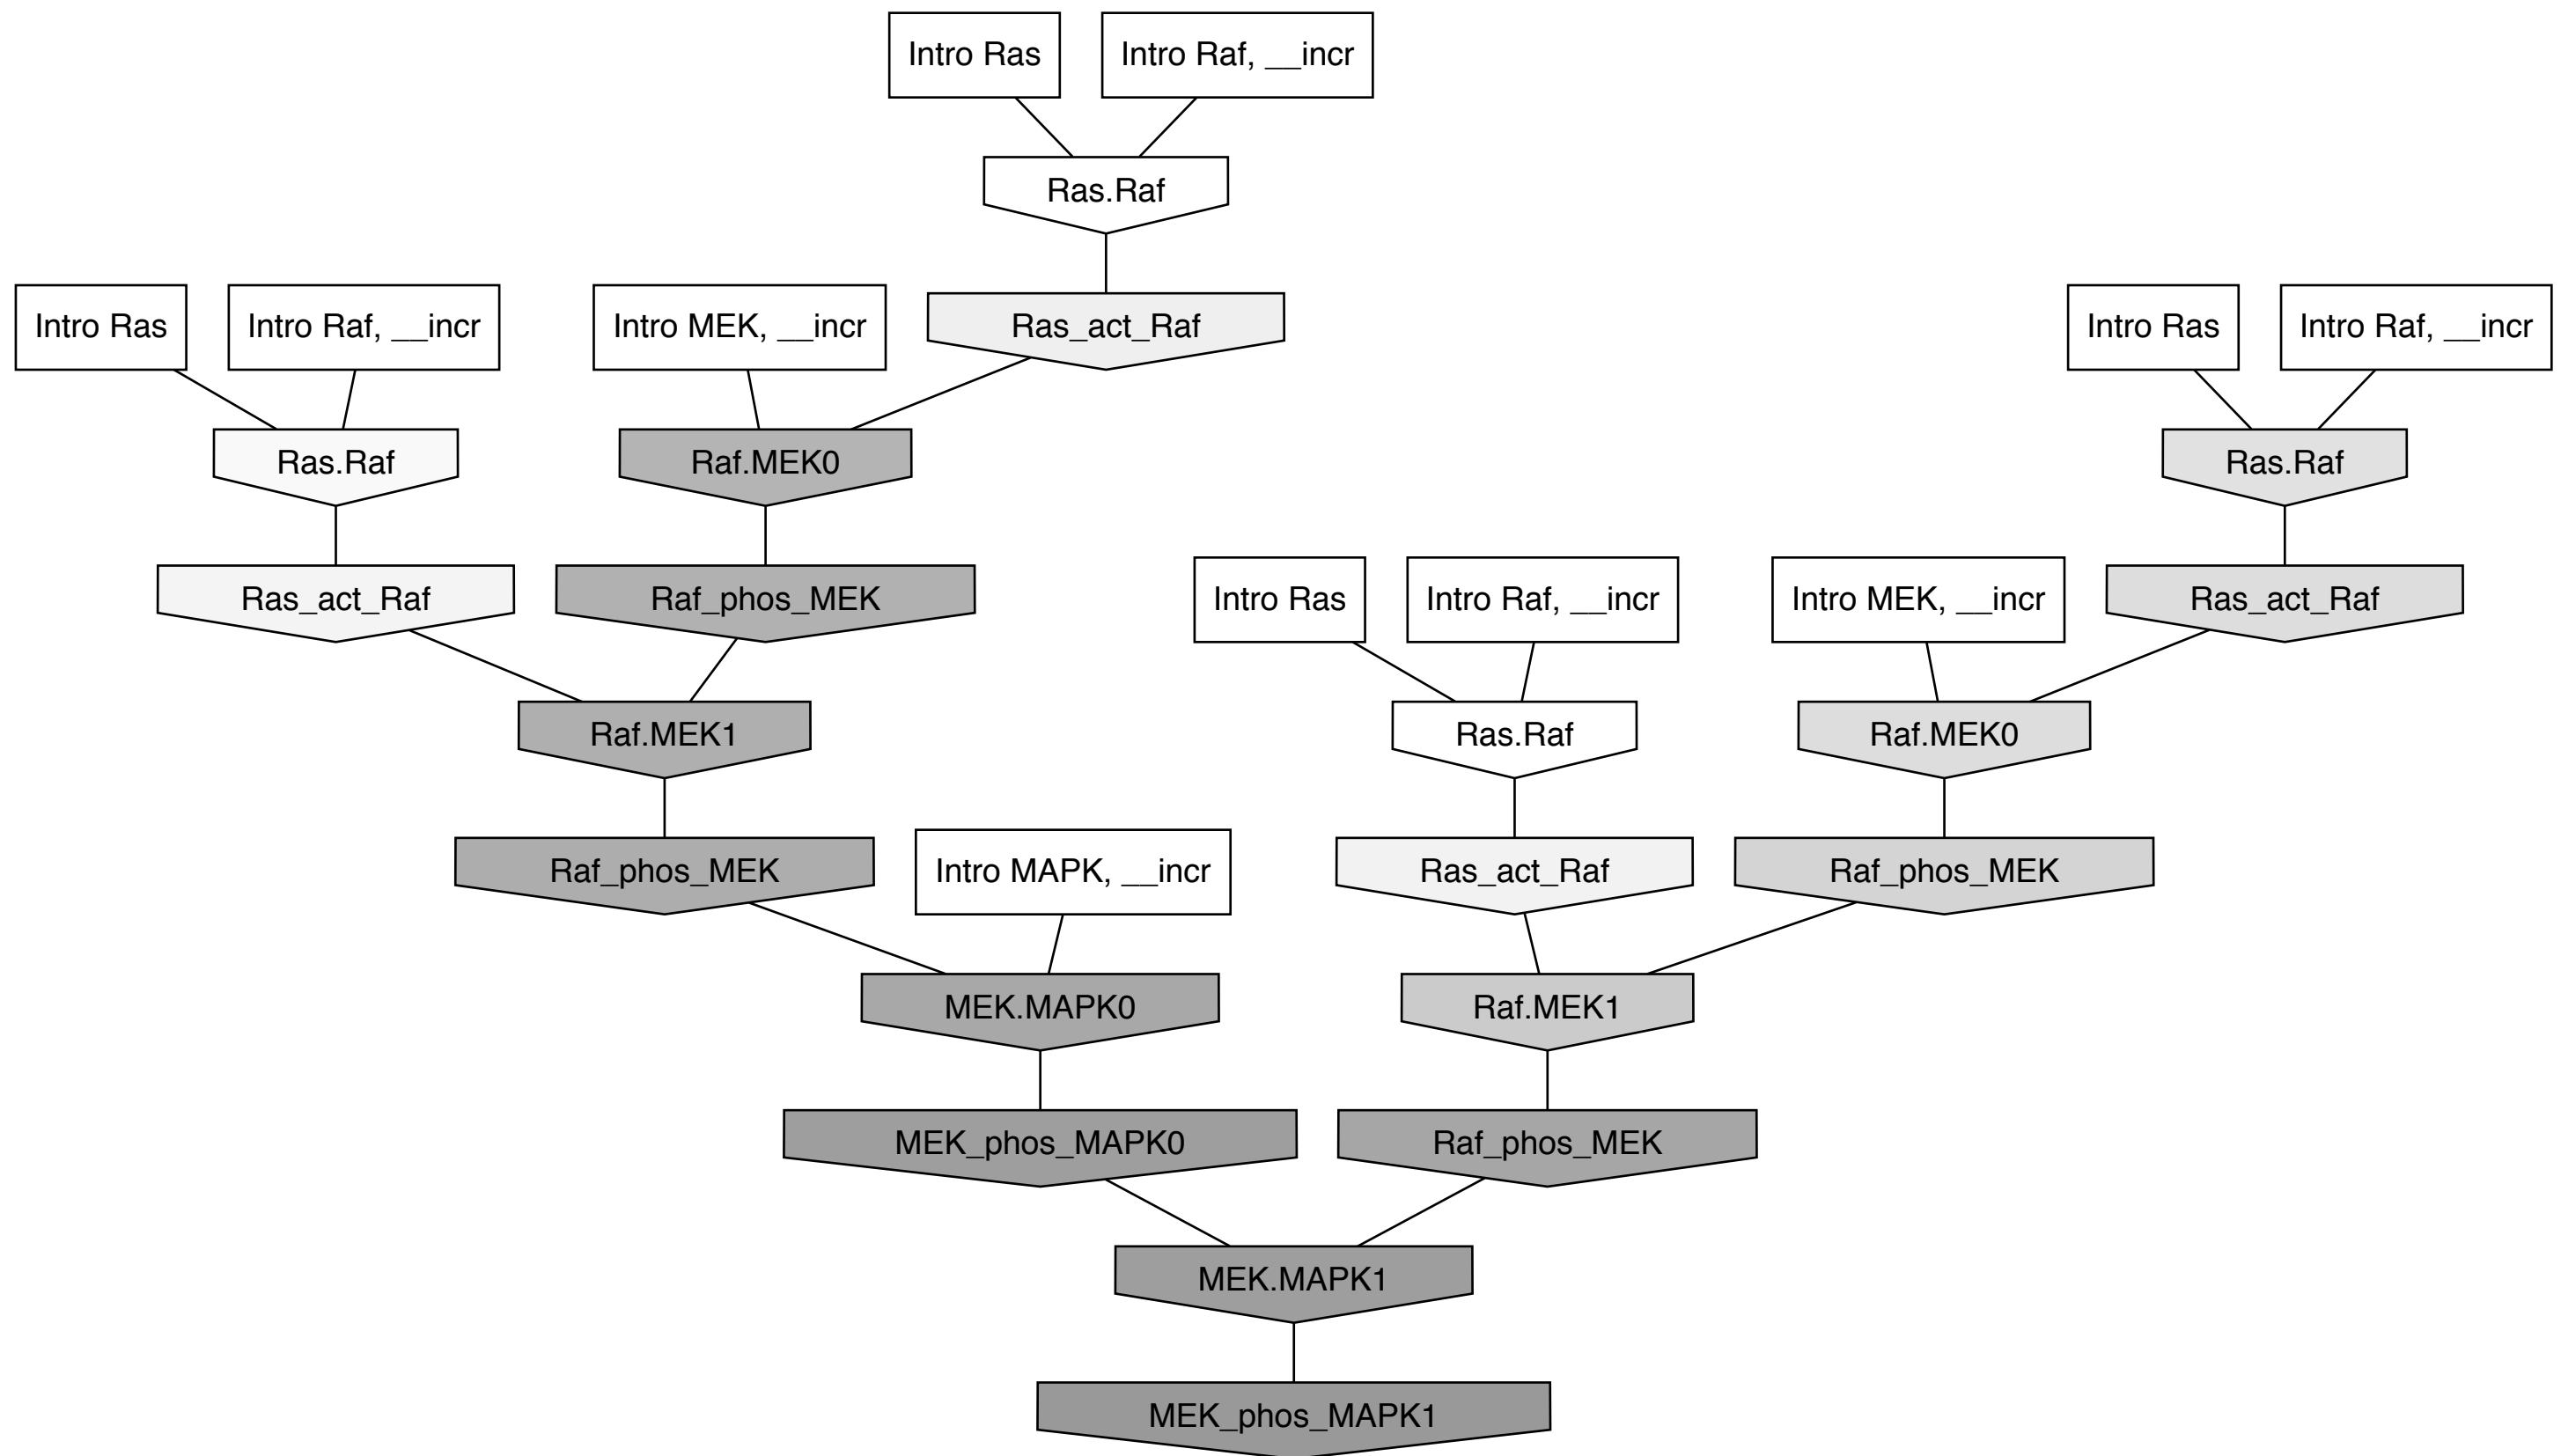 Intro Ras
Intro Raf, __incr
Ras.Raf
Intro Ras
Intro Raf, __incr
Intro MEK, __incr
Ras_act_Raf
Intro Ras
Intro Raf, __incr
Ras.Raf
Raf.MEK0
Ras.Raf
Ras_act_Raf
Raf_phos_MEK
Intro Ras
Intro Raf, __incr
Intro MEK, __incr
Ras_act_Raf
Raf.MEK1
Ras.Raf
Raf.MEK0
Raf_phos_MEK
Intro MAPK, __incr
Ras_act_Raf
Raf_phos_MEK
MEK.MAPK0
Raf.MEK1
MEK_phos_MAPK0
Raf_phos_MEK
MEK.MAPK1
MEK_phos_MAPK1